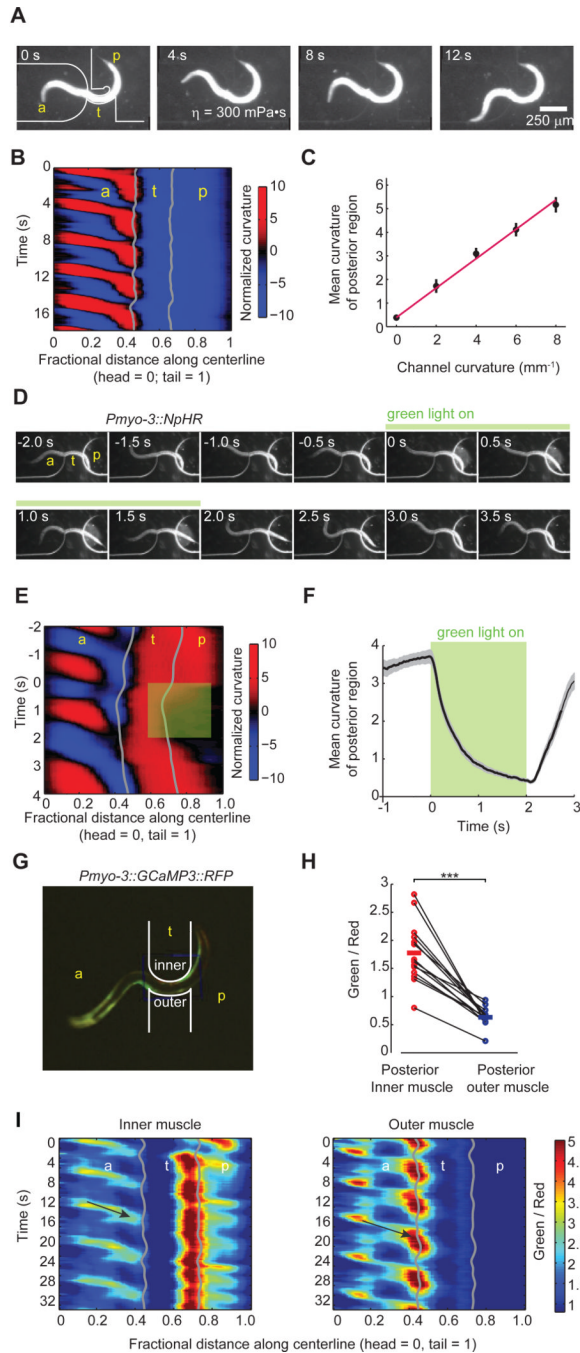 A
0 s
p
a
t
4 s
η = 300 mPa•s
8 s
12 s
250 μm
B
0
4
8
12
16
Time (s)
a
t
p
0
0.2
0.4
0.6
0.8
1
Fractional distance along centerline
(head = 0; tail = 1)
10
5
0
−5
−10
Normalized curvature
C
6
5
4
3
2
1
0
Mean curvature
of posterior region
0
2
4
6
8
Channel curvature (mm-1)
D
Pmyo-3::NpHR
green light on
-2.0 s
a
t
p
-1.5 s
-1.0 s
-0.5 s
0 s
0.5 s
1.0 s
1.5 s
2.0 s
2.5 s
3.0 s
3.5 s
E
-2
-1
0
1
2
3
4
Time (s)
a
t
p
0
0.2
0.4
0.6
0.8
1.0
Fractional distance along centerline
(head = 0, tail = 1)
10
5
0
−5
−10
Normalized curvature
F
green light on
4
3
2
1
0
Mean curvature
of posterior region
-1
0
1
2
3
Time (s)
G
Pmyo-3::GCaMP3::RFP
t
a
inner
outer
p
H
***
3
2.5
2
1.5
1
0.5
0
Green / Red
Posterior
Inner muscle
Posterior
outer muscle
I
Inner muscle
0
4
8
12
16
20
24
28
32
Time (s)
a
t
p
0
0.2
0.4
0.6
0.8
1.0
Outer muscle
0
4
8
12
16
20
24
28
32
a
t
p
0
0.2
0.4
0.6
0.8
1.0
5
4.
4
3.
3
2.
2
1.
1
Green / Red
Fractional distance along centerline (head = 0, tail = 1)